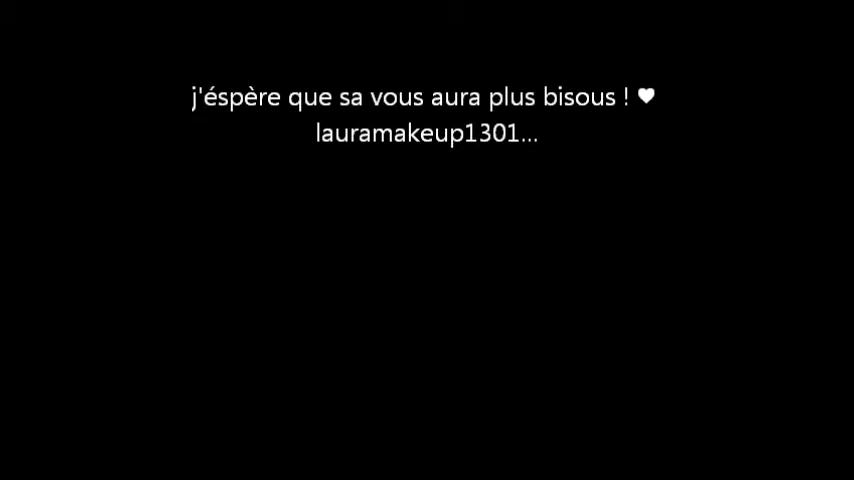 j'éspère que sa vous aura plus bisous ! ♥
lauramakeup1301...